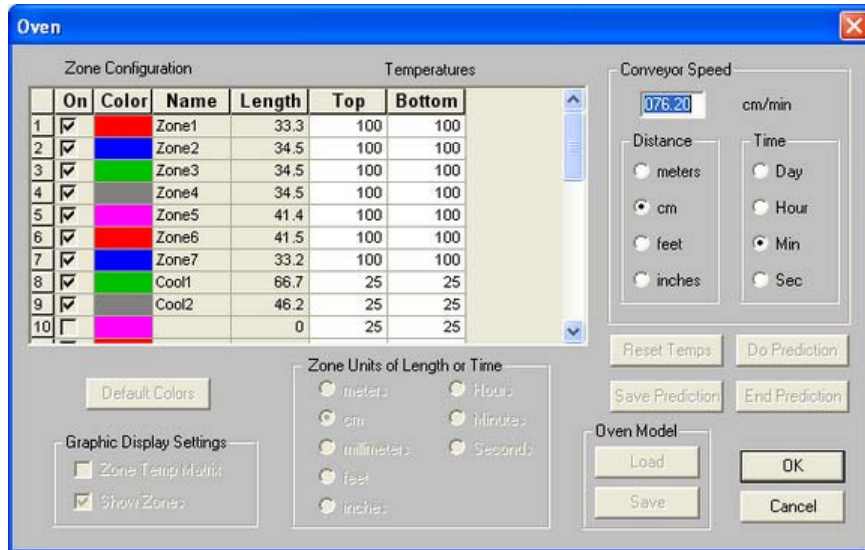 Oven
Zone Configuration Temperatures
On Color Name Length Top Bottom
1 Zone1 33.3 100 100
2 Zone2 34.5 100 100
3 Zone3 34.5 100 100
4 Zone4 34.5 100 100
5 Zone5 41.4 100 100
6 Zone6 41.5 100 100
7 Zone7 33.2 100 100
8 Cool1 66.7 25 25
9 Cool2 46.2 25 25
10 0 25 25
Default Colors
Graphic Display Settings
Zone Temp Matrix
Show Zones
Zone Units of Length or Time
meters Hours
cm Minutes
milimeters Seconds
feet
inches
Conveyor Speed
076.20 cm/min
Distance Time
meters Day
cm Hour
feet Min
inches Sec
Reset Temps Do Prediction
Save Prediction End Prediction
Oven Model
Load
Save
OK
Cancel